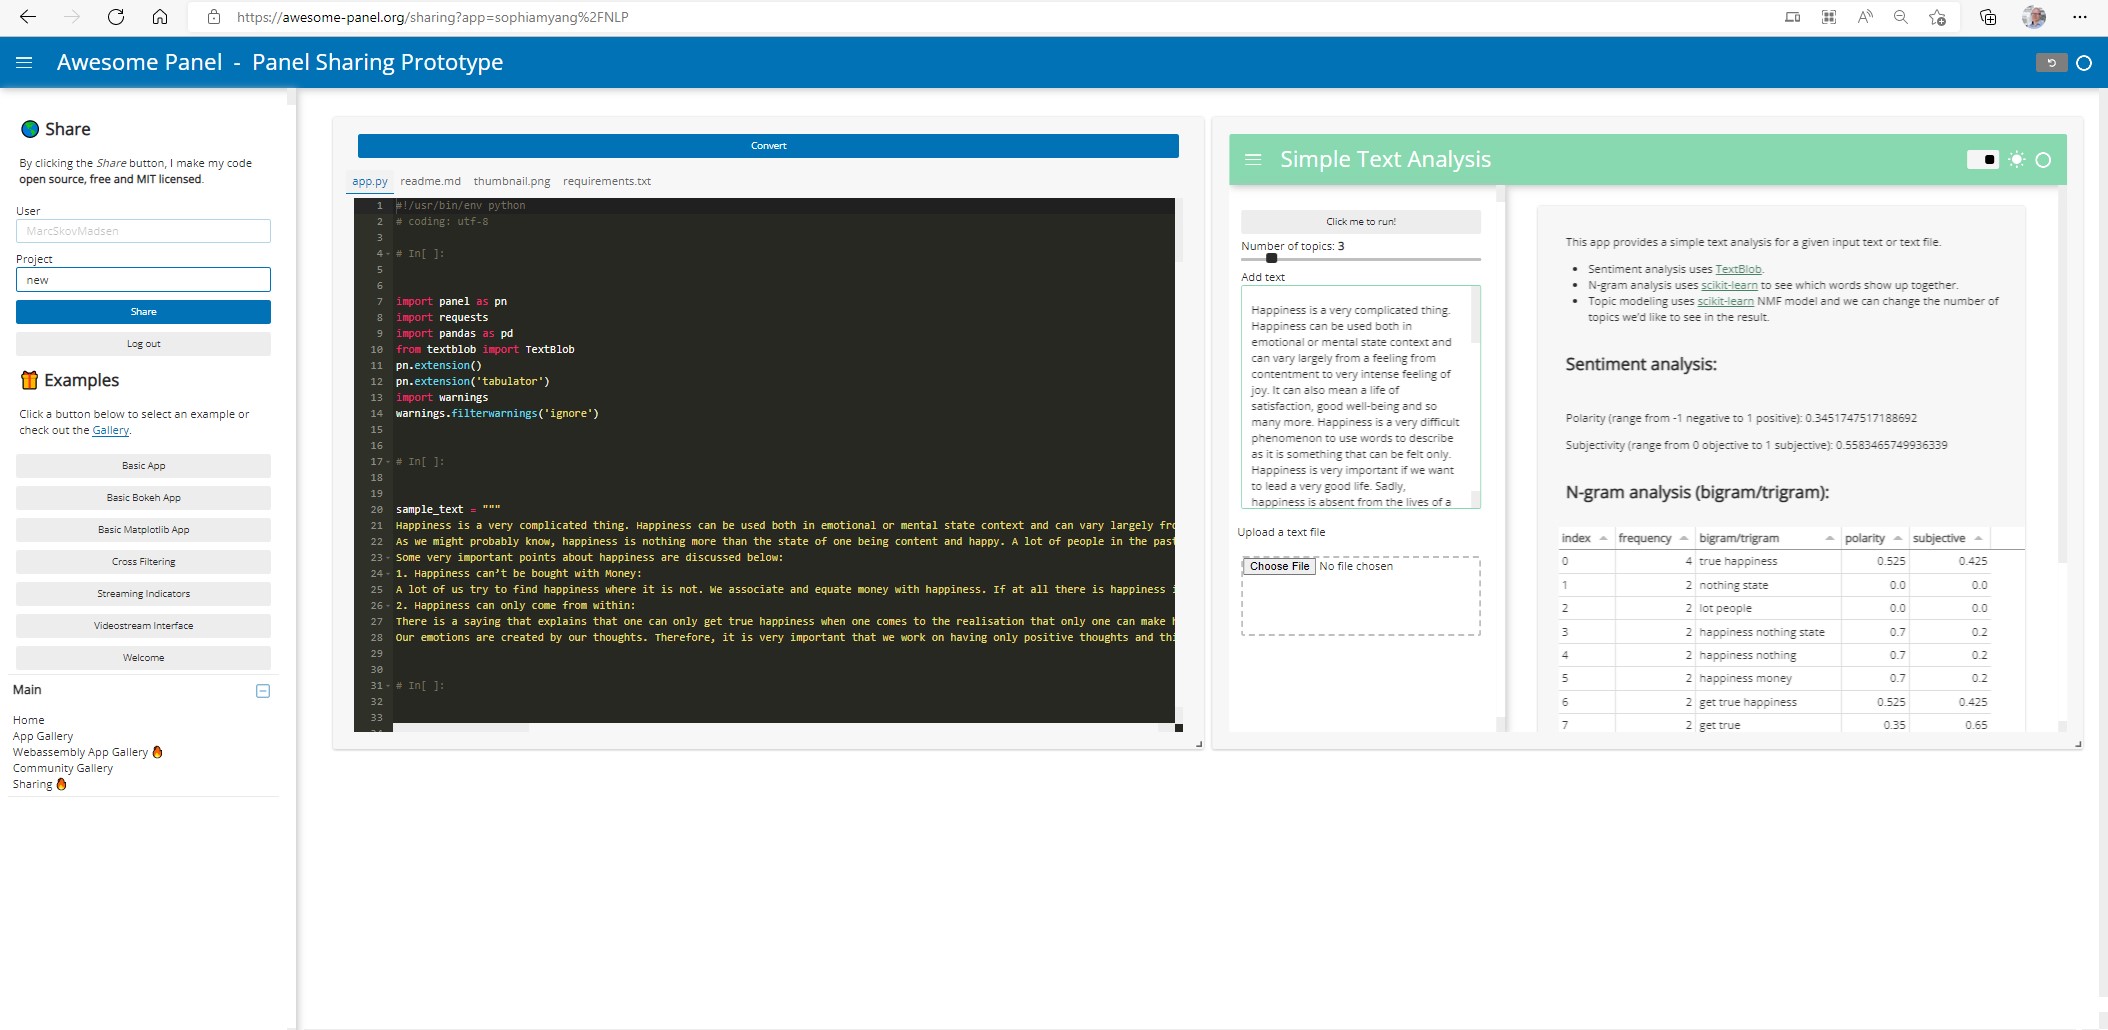 https://awesome-panel.org/sharing?app=sophiamyang%2FNLP
Awesome Panel - Panel Sharing Prototype
Share
By clicking the Share button, I make my code
open source, free and MIT licensed.
User
MarcSkovMadsen
Project
new
Share
Log out
Examples
Click a button below to select an example or
check out the Gallery.
Basic App
Basic Bokeh App
Basic Matplotlib App
Cross Filtering
Streaming Indicators
Videostream Interface
Welcome
Main
Home
App Gallery
Webassembly App Gallery
Community Gallery
Sharing
Convert
app.py readme.md thumbnail.png requirements.txt
1 #!/usr/bin/env python
2 # coding: utf-8
3
4 # In[ ]:
5
6
7 import panel as pn
8 import requests
9 import pandas as pd
10 from textblob import TextBlob
11 pn.extension()
12 pn.extension('tabulator')
13 import warnings
14 warnings.filterwarnings('ignore')
15
16
17 # In[ ]:
18
19
20 sample_text = """
21 Happiness is a very complicated thing. Happiness can be used both in emotional or mental state context and can vary largely fro
22 As we might probably know, happiness is nothing more than the state of one being content and happy. A lot of people in the past
23 Some very important points about happiness are discussed below:
24 1. Happiness can't be bought with Money:
25 A lot of us try to find happiness where it is not. We associate and equate money with happiness. If at all there is happiness
26 2. Happiness can only come from within:
27 There is a saying that explains that one can only get true happiness when one comes to the realisation that only one can make
28 Our emotions are created by our thoughts. Therefore, it is very important that we work on having only positive thoughts and thi
29
30
31 # In[ ]:
32
33
Simple Text Analysis
Click me to run!
Number of topics: 3
Add text
Happiness is a very complicated thing.
Happiness can be used both in
emotional or mental state context and
can vary largely from a feeling from
contentment to very intense feeling of
joy. It can also mean a life of
satisfaction, good well-being and so
many more. Happiness is a very difficult
phenomenon to use words to describe
as it is something that can be felt only.
Happiness is very important if we want
to lead a very good life. Sadly,
happiness is absent from the lives of a
Upload a text file
Choose File No file chosen
This app provides a simple text analysis for a given input text or text file.
• Sentiment analysis uses TextBlob.
• N-gram analysis uses scikit-learn to see which words show up together.
• Topic modeling uses scikit-learn NMF model and we can change the number of
topics we'd like to see in the result.
Sentiment analysis:
Polarity (range from -1 negative to 1 positive): 0.3451747517188692
Subjectivity (range from 0 objective to 1 subjective): 0.5583465749936339
N-gram analysis (bigram/trigram):
index frequency bigram/trigram polarity subjective
0 4 true happiness 0.525 0.425
1 2 nothing state 0.0 0.0
2 2 lot people 0.0 0.0
3 2 happiness nothing state 0.7 0.2
4 2 happiness nothing 0.7 0.2
5 2 happiness money 0.7 0.2
6 2 get true happiness 0.525 0.425
7 2 get true 0.35 0.65